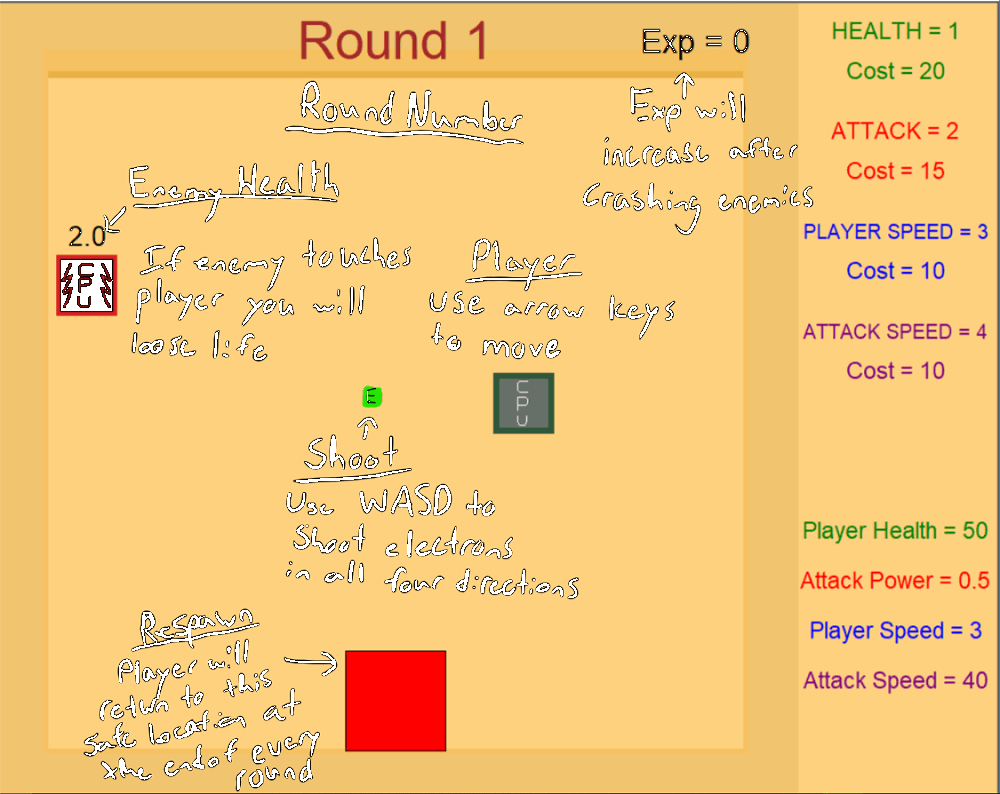 Round 1
Exp = 0
Round Number
Exp will
increase after
Crashing enemies
Enemy Health
2.0
CPU
If enemy touches
player you will
loose life
Player
Use arrow keys
to move
CPU
E
Shoot
Use WASD to
Shoot electrons
in all four directions
Respawn
Player will
return to this
safe location at
the end of every
round
HEALTH = 1
Cost = 20
ATTACK = 2
Cost = 15
PLAYER SPEED = 3
Cost = 10
ATTACK SPEED = 4
Cost = 10
Player Health = 50
Attack Power = 0.5
Player Speed = 3
Attack Speed = 40